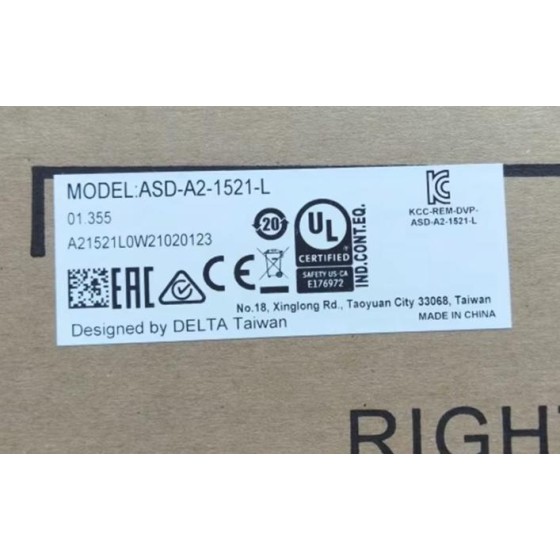 MODEL:ASD-A2-1521-L
01.355
A21521L0W21020123
20
UL
CERTIFIED
SAFETY US-CA
E176972
IND.CONT.EQ.
KCC-REM-DVP-
ASD-A2-1521-L
EAC CE
No.18, Xinglong Rd., Taoyuan City 33068, Taiwan
Designed by DELTA Taiwan
MADE IN CHINA
RIGHT